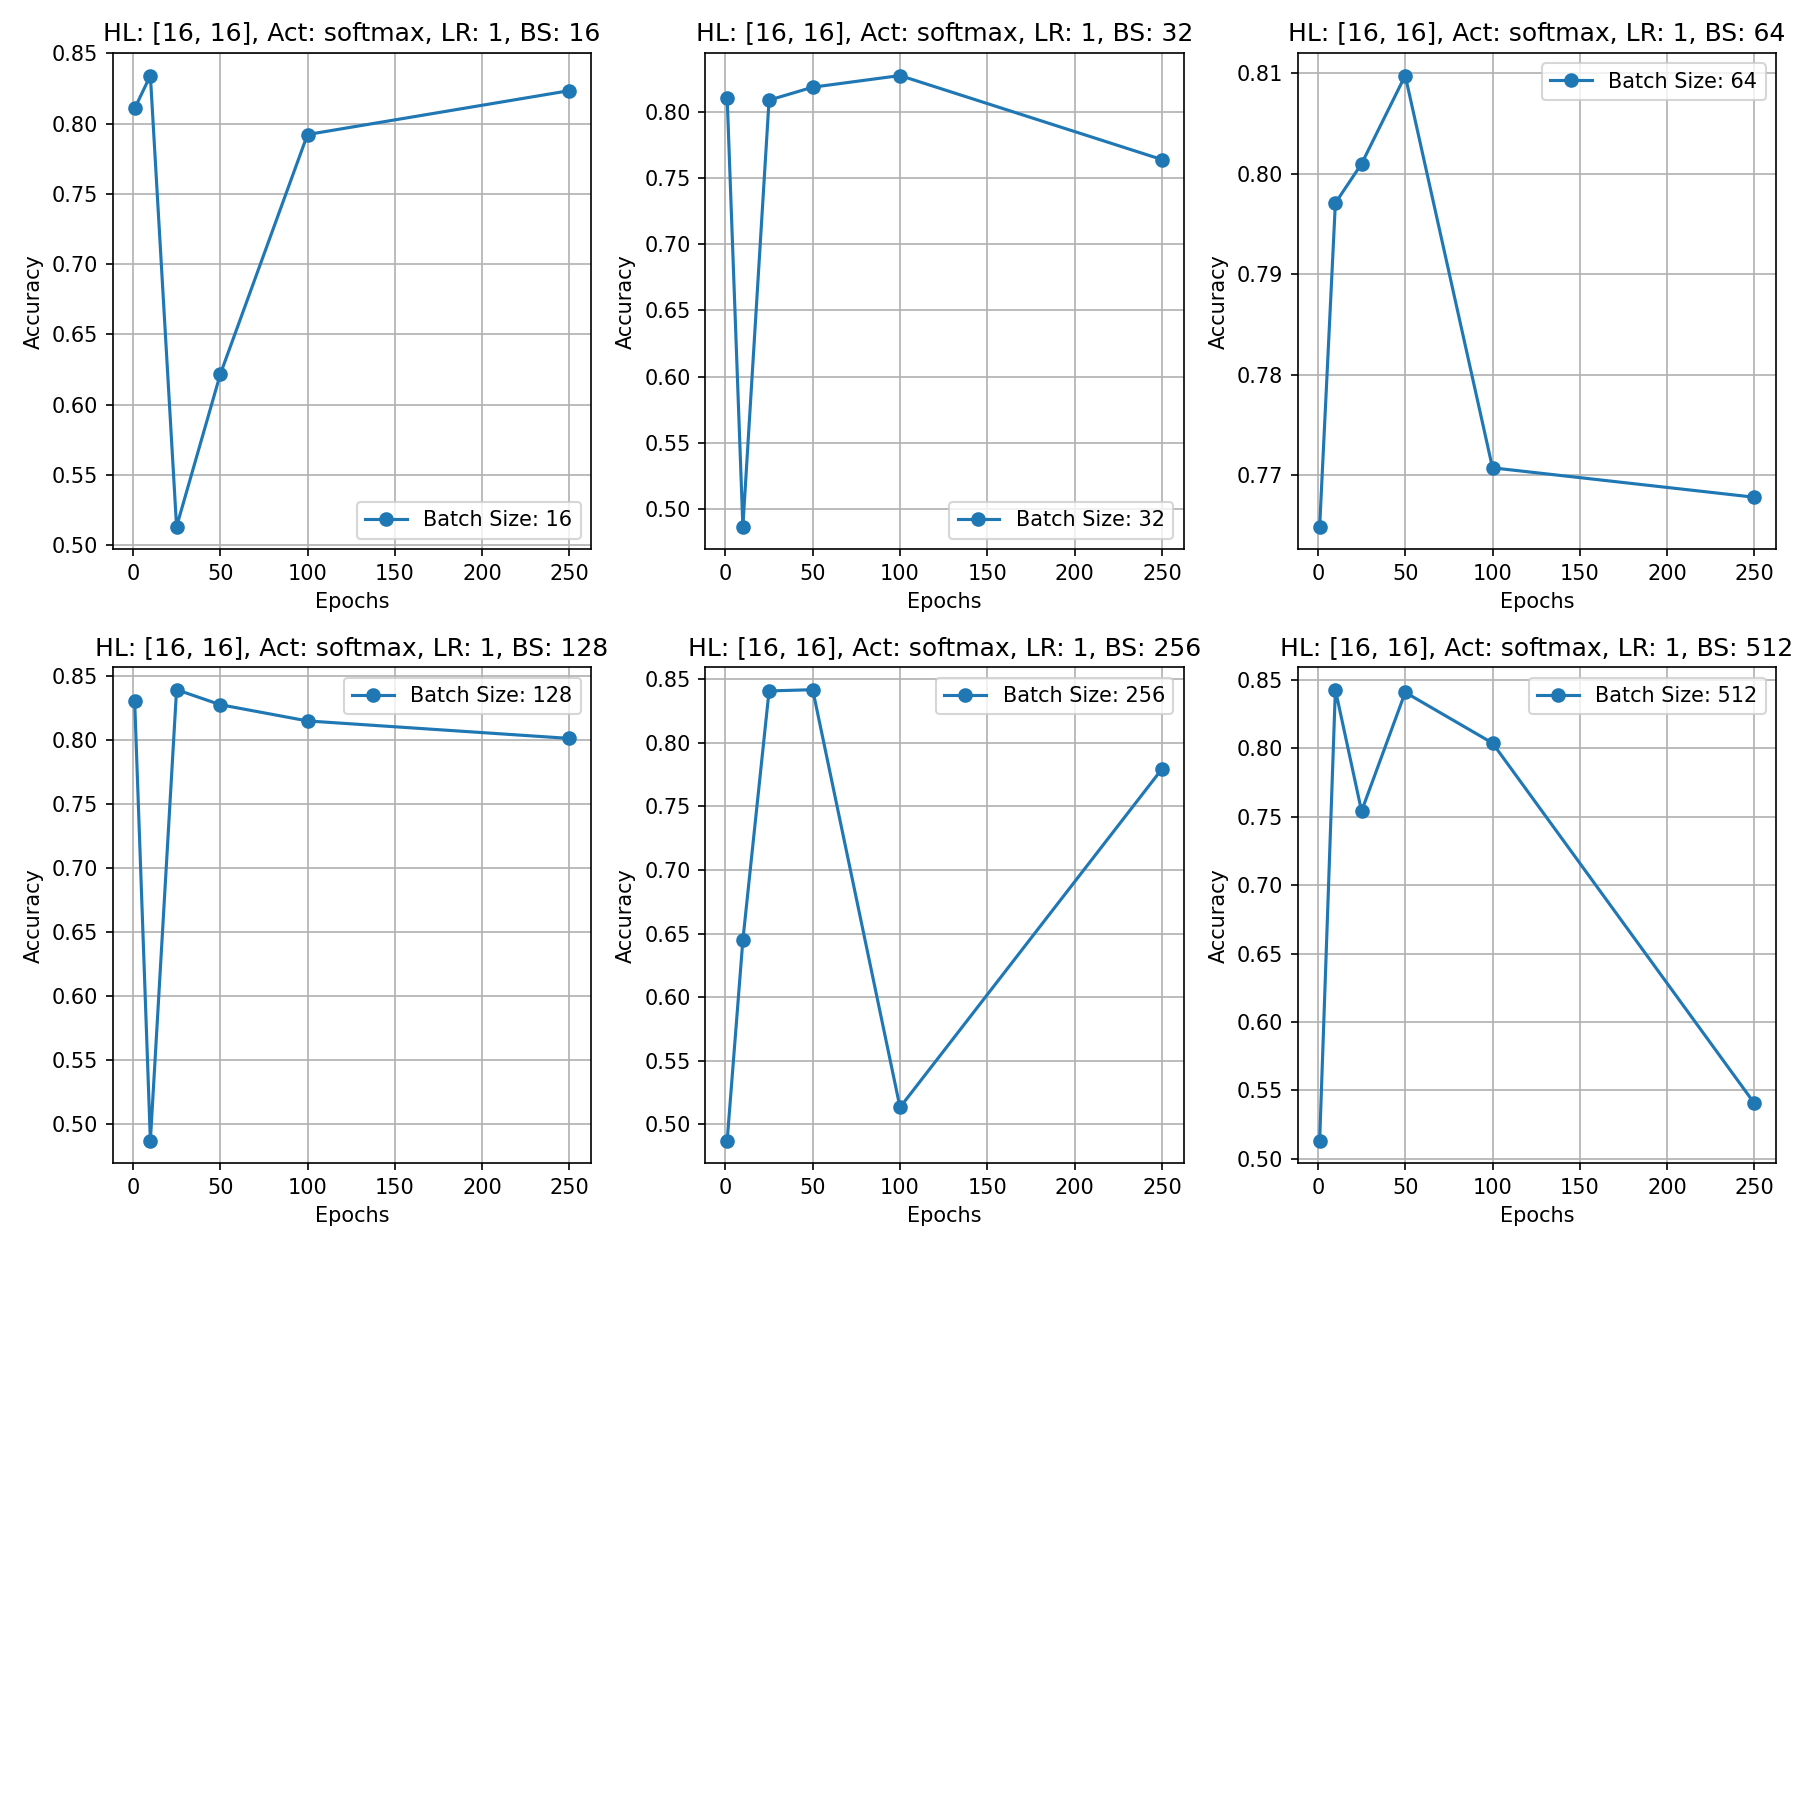 HL: [16, 16], Act: softmax, LR: 1, BS: 16
0.85
0.80
0.75
0.70
0.65
0.60
0.55
0.50
Accuracy
Batch Size: 16
0 50 100 150 200 250
Epochs
HL: [16, 16], Act: softmax, LR: 1, BS: 32
0.80
0.75
0.70
0.65
0.60
0.55
0.50
Accuracy
Batch Size: 32
0 50 100 150 200 250
Epochs
HL: [16, 16], Act: softmax, LR: 1, BS: 64
Batch Size: 64
0.81
0.80
0.79
0.78
0.77
Accuracy
0 50 100 150 200 250
Epochs
HL: [16, 16], Act: softmax, LR: 1, BS: 128
Batch Size: 128
0.85
0.80
0.75
0.70
0.65
0.60
0.55
0.50
Accuracy
0 50 100 150 200 250
Epochs
HL: [16, 16], Act: softmax, LR: 1, BS: 256
Batch Size: 256
0.85
0.80
0.75
0.70
0.65
0.60
0.55
0.50
Accuracy
0 50 100 150 200 250
Epochs
HL: [16, 16], Act: softmax, LR: 1, BS: 512
Batch Size: 512
0.85
0.80
0.75
0.70
0.65
0.60
0.55
0.50
Accuracy
0 50 100 150 200 250
Epochs